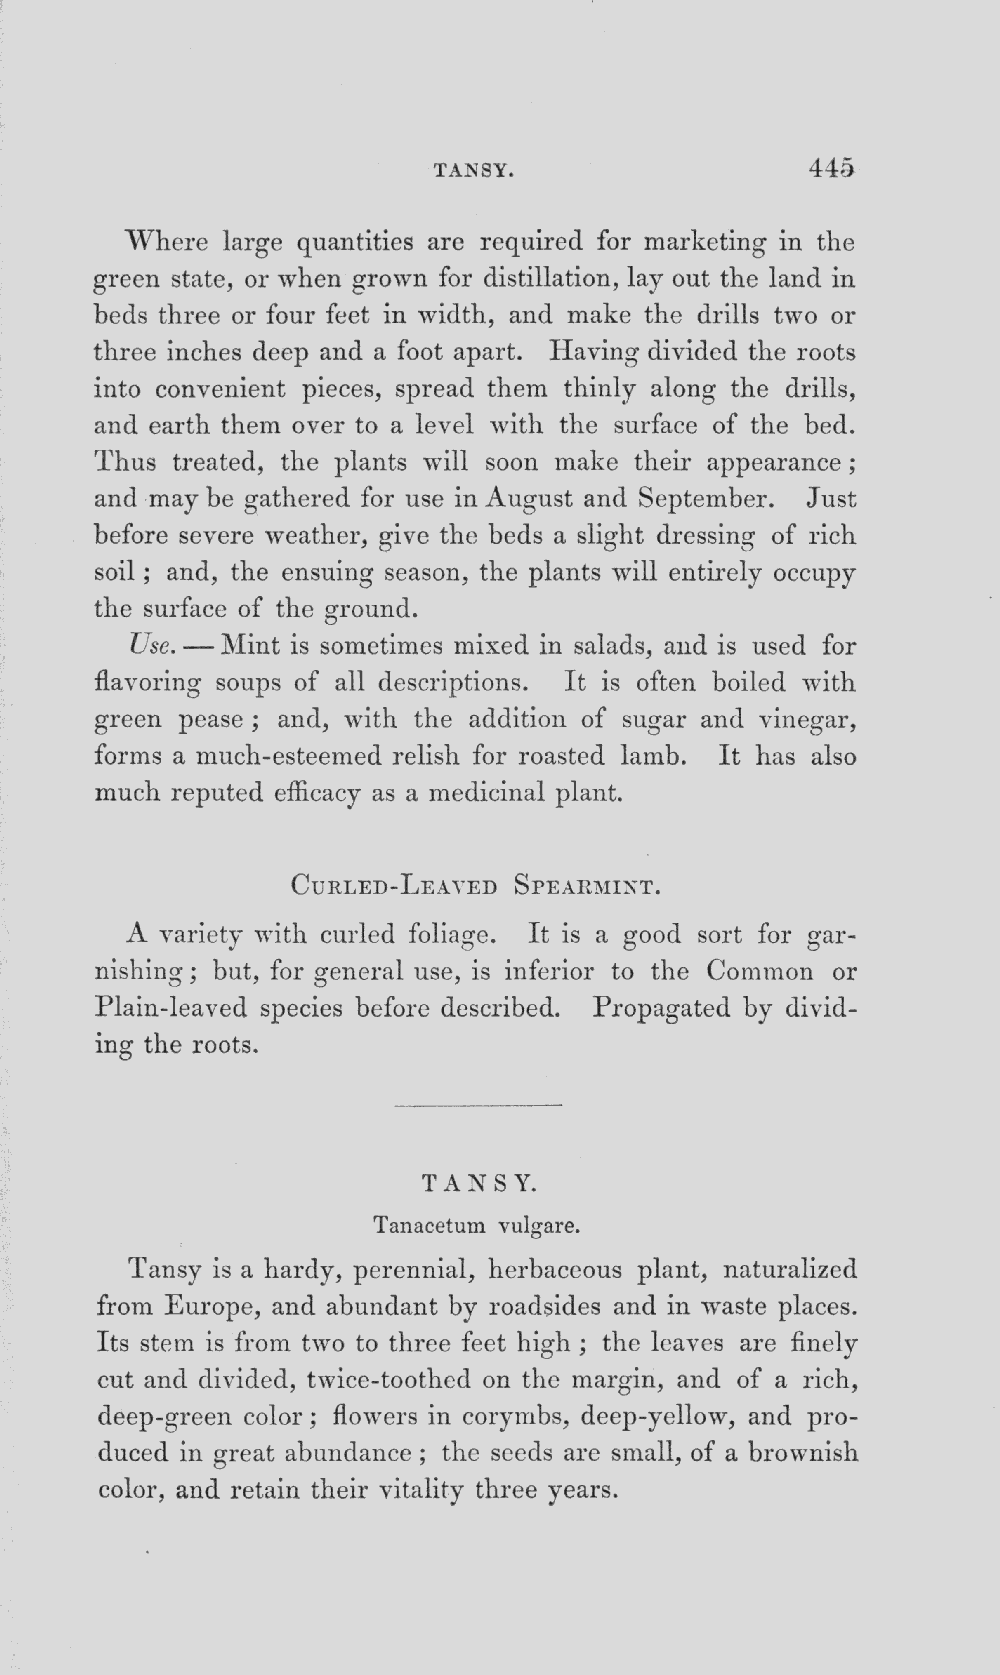 TANSY. 445
Where large quantities are required for marketing in the
green state, or when grown for distillation, lay out the land in
beds three or four feet in width, and make the drills two or
three inches deep and a foot apart. Having divided the roots
into convenient pieces, spread them thinly along the drills,
and earth them over to a level with the surface of the bed.
Thus treated, the plants will soon make their appearance;
and may be gathered for use in August and September. Just
before severe weather, give the beds a slight dressing of rich
soil; and, the ensuing season, the plants will entirely occupy
the surface of the ground.
Use. — Mint is sometimes mixed in salads, and is used for
flavoring soups of all descriptions. It is often boiled with
green pease; and, with the addition of sugar and vinegar,
forms a much-esteemed relish for roasted lamb. It has also
much reputed efficacy as a medicinal plant.
CURLED-LEAVED SPEARMINT.
A variety with curled foliage. It is a good sort for gar-
nishing; but, for general use, is inferior to the Common or
Plain-leaved species before described. Propagated by divid-
ing the roots.
TANSY.
Tanacetum vulgare.
Tansy is a hardy, perennial, herbaceous plant, naturalized
from Europe, and abundant by roadsides and in waste places.
Its stem is from two to three feet high; the leaves are finely
cut and divided, twice-toothed on the margin, and of a rich,
deep-green color; flowers in corymbs, deep-yellow, and pro-
duced in great abundance; the seeds are small, of a brownish
color, and retain their vitality three years.